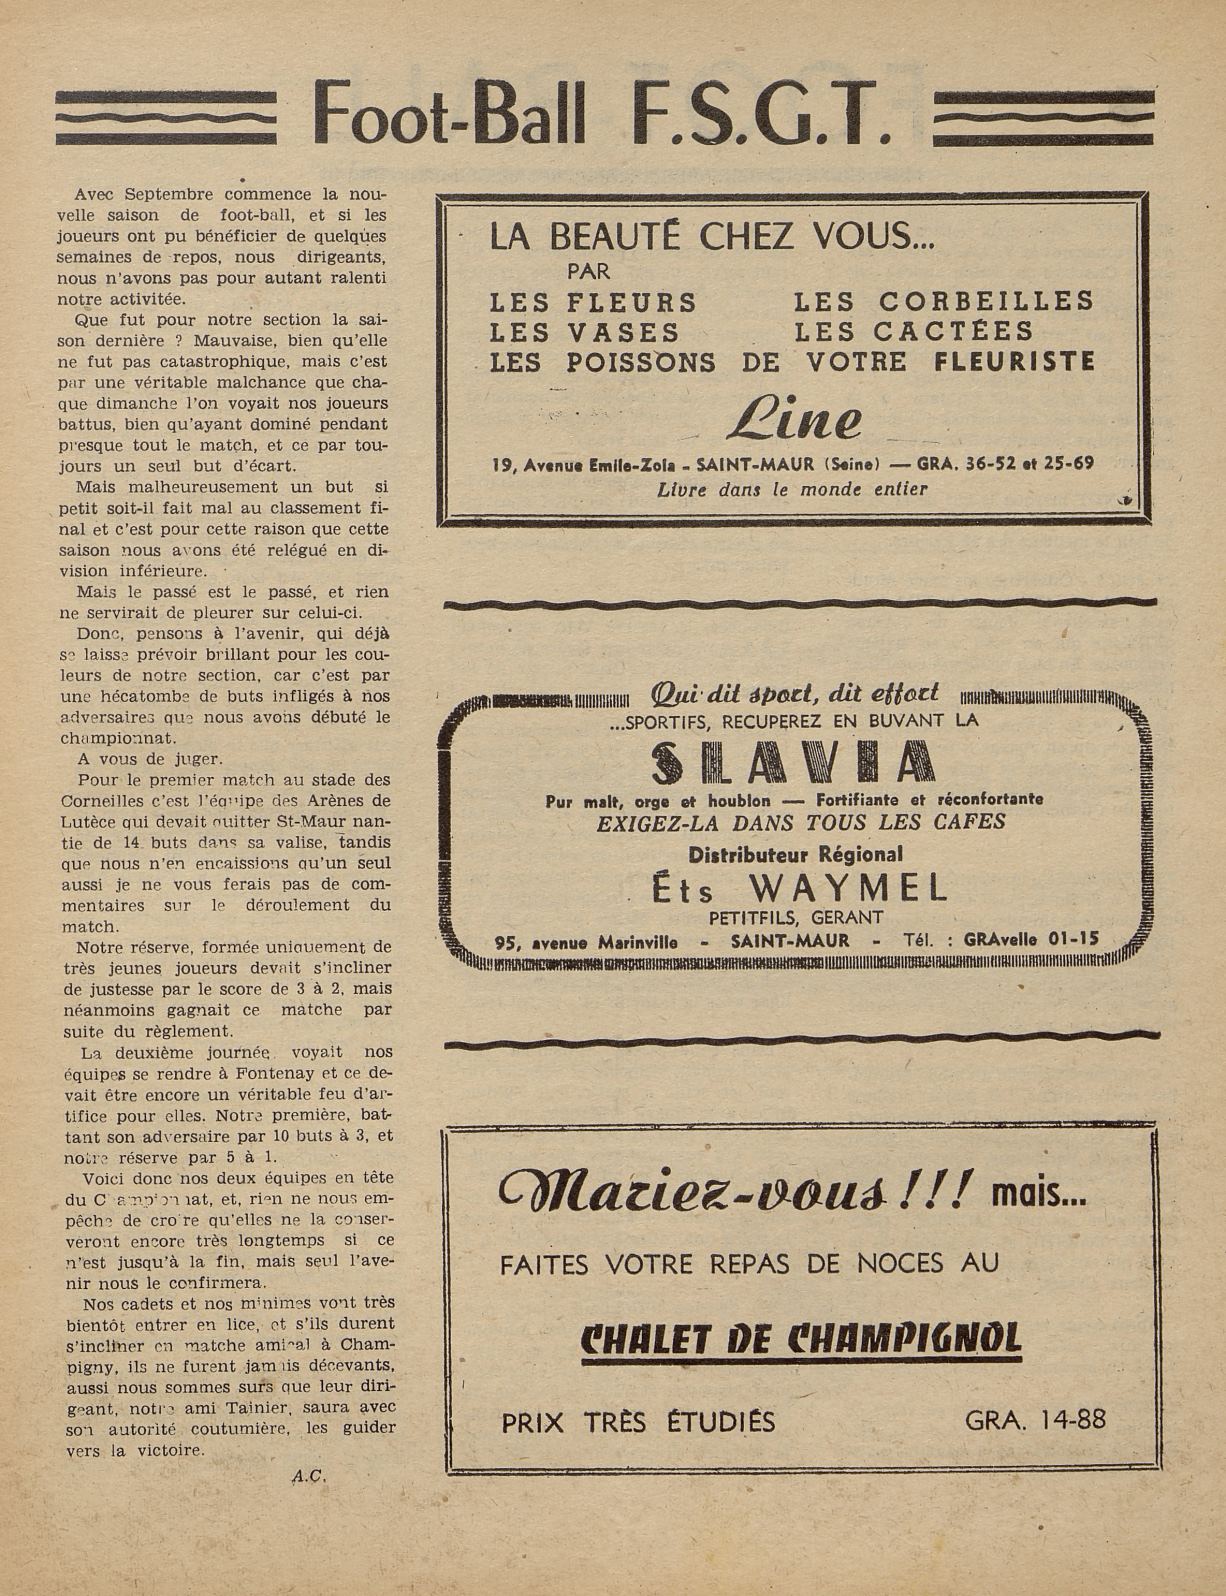 Foot-Ball F.S.G.T.
Avec Septembre commence la nou-
velle saison de foot-ball, et si les
joueurs ont pu bénéficier de quelques
semaines de repos, nous dirigeants,
nous n'avons pas pour autant ralenti
notre activitée.
Que fut pour notre section la sai-
son dernière ? Mauvaise, bien qu'elle
ne fut pas catastrophique, mais c'est
par une véritable malchance que cha-
que dimanche l'on voyait nos joueurs
battus, bien qu'ayant dominé pendant
presque tout le match, et ce par tou-
jours un seul but d'écart.
Mais malheureusement un but si
petit soit-il fait mal au classement fi-
nal et c'est pour cette raison que cette
saison nous avons été relégué en di-
vision inférieure.
Mais le passé est le passé, et rien
ne servirait de pleurer sur celui-ci.
Donc, pensons à l'avenir, qui déjà
se laisse prévoir brillant pour les cou-
leurs de notre section, car c'est par
une hécatombe de buts infligés à nos
adversaires que nous avons débuté le
championnat.
A vous de juger.
Pour le premier match au stade des
Corneilles c'est l'équipe des Arènes de
Lutèce qui devait quitter St-Maur nan-
tie de 14 buts dans sa valise, tandis
que nous n'en encaissions qu'un seul
aussi je ne vous ferais pas de com-
mentaires sur le déroulement du
match.
Notre réserve, formée uniquement de
très jeunes joueurs devait s'incliner
de justesse par le score de 3 à 2, mais
néanmoins gagnait ce matche par
suite du règlement.
La deuxième journée voyait nos
équipes se rendre à Fontenay et ce de-
vait être encore un véritable feu d'ar-
tifice pour elles. Notre première, bat-
tant son adversaire par 10 buts à 3, et
notre réserve par 5 à 1.
Voici donc nos deux équipes en tête
du Championnat, et, rien ne nous em-
pêche de croire qu'elles ne la conser-
veront encore très longtemps si ce
n'est jusqu'à la fin, mais seul l'ave-
nir nous le confirmera.
Nos cadets et nos minimes vont très
bientôt entrer en lice, et s'ils durent
s'incliner en matche amical à Cham-
pigny, ils ne furent jamais décevants,
aussi nous sommes surs que leur diri-
geant, notre ami Tainier, saura avec
son autorité coutumière, les guider
vers la victoire.
A.C.
LA BEAUTÉ CHEZ VOUS...
PAR
LES FLEURS LES CORBEILLES
LES VASES LES CACTÉES
LES POISSONS DE VOTRE FLEURISTE
Line
19, Avenue Emile-Zola - SAINT-MAUR (Seine) — GRA. 36-52 et 25-69
Livre dans le monde entier
Qui dit sport, dit effort
...SPORTIFS, RECUPEREZ EN BUVANT LA
SLAVIA
Pur malt, orge et houblon — Fortifiante et réconfortante
EXIGEZ-LA DANS TOUS LES CAFES
Distributeur Régional
Éts WAYMEL
PETITFILS, GERANT
95, avenue Marinville - SAINT-MAUR - Tél. : GRAvelle 01-15
Mariez-vous !!! mais...
FAITES VOTRE REPAS DE NOCES AU
CHALET DE CHAMPIGNOL
PRIX TRÈS ÉTUDIÉS GRA. 14-88